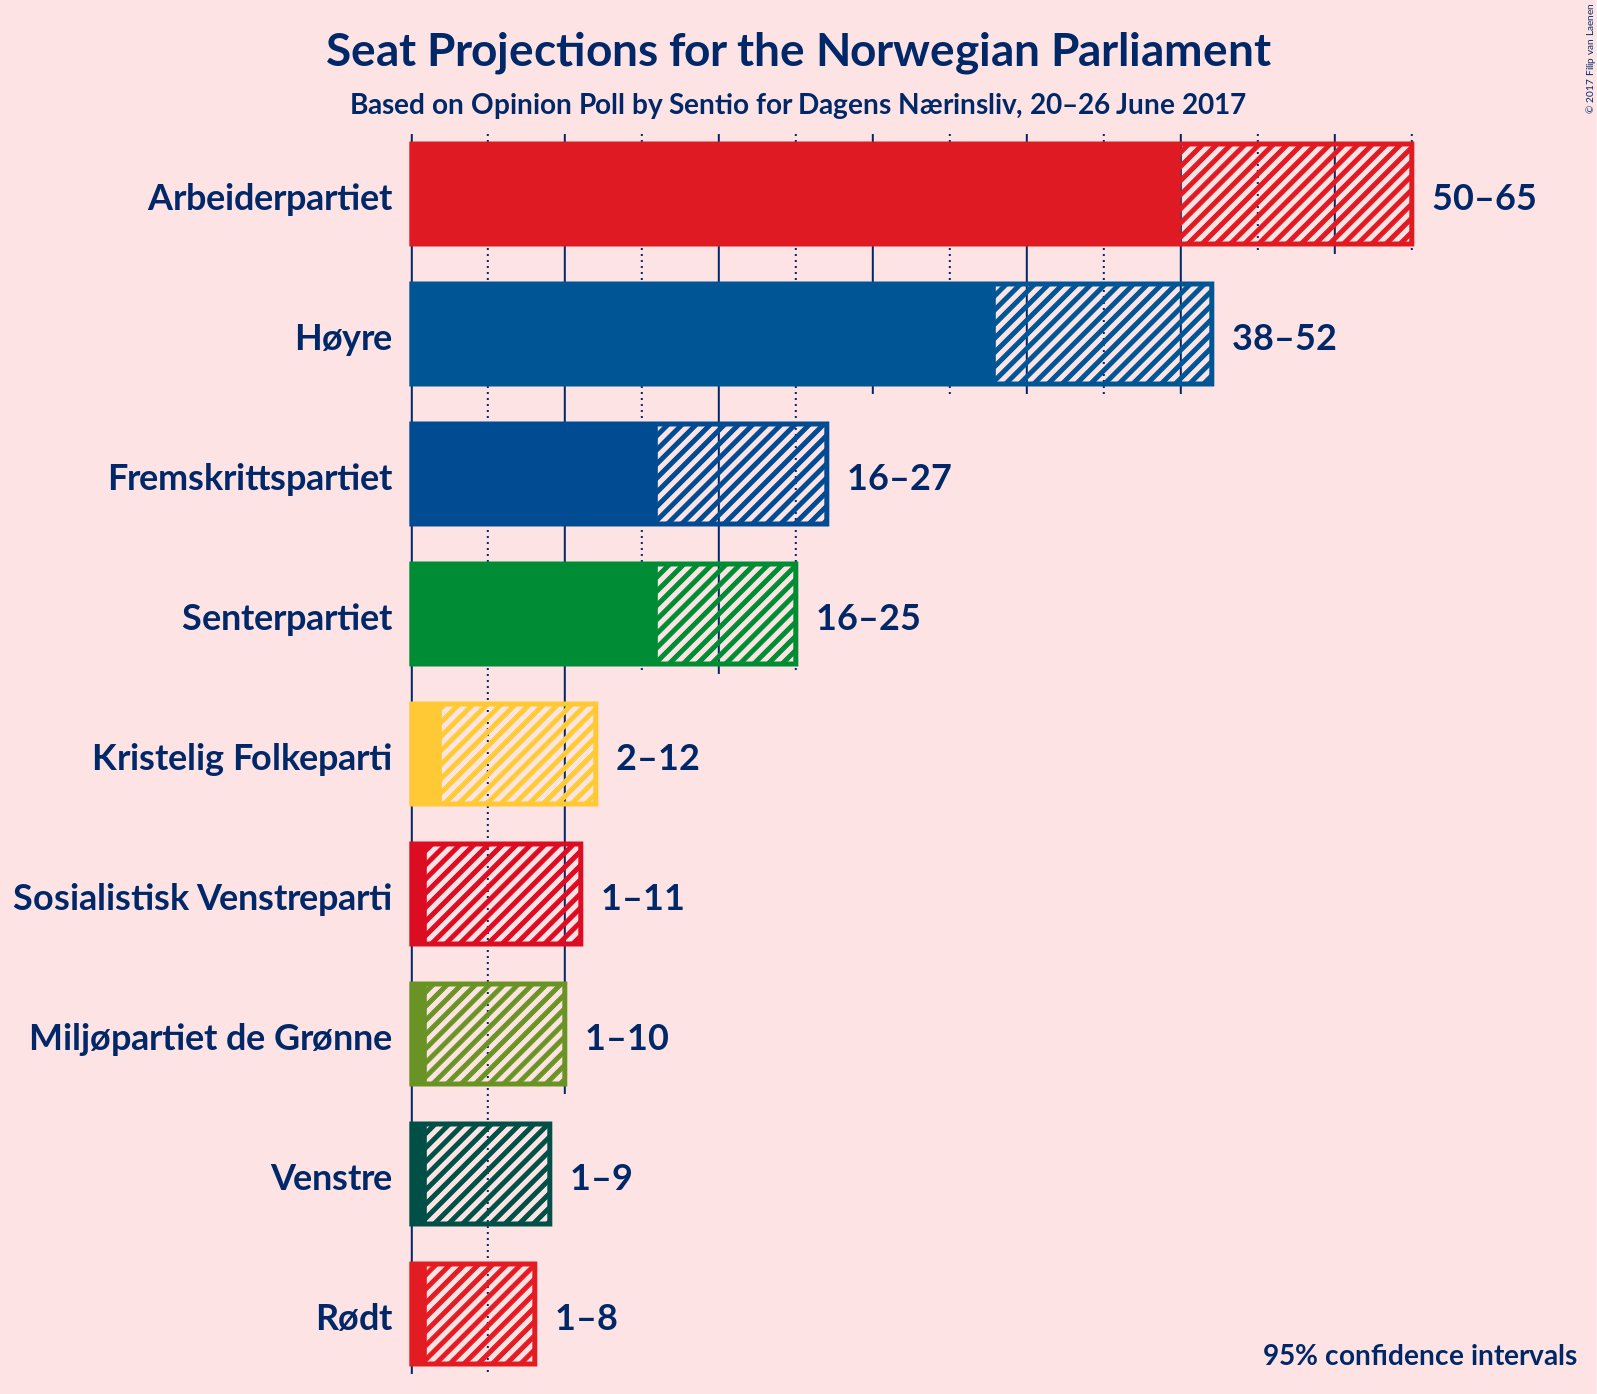 Seat Projections for the Norwegian Parliament
Based on Opinion Poll by Sentio for Dagens Nærinsliv, 20–26 June 2017
© 2017 Filip van Laenen
Arbeiderpartiet
50–65
Høyre
38–52
Fremskrittspartiet
16–27
Senterpartiet
16–25
Kristelig Folkeparti
2–12
Sosialistisk Venstreparti
1–11
Miljøpartiet de Grønne
1–10
Venstre
1–9
Rødt
1–8
95% confidence intervals